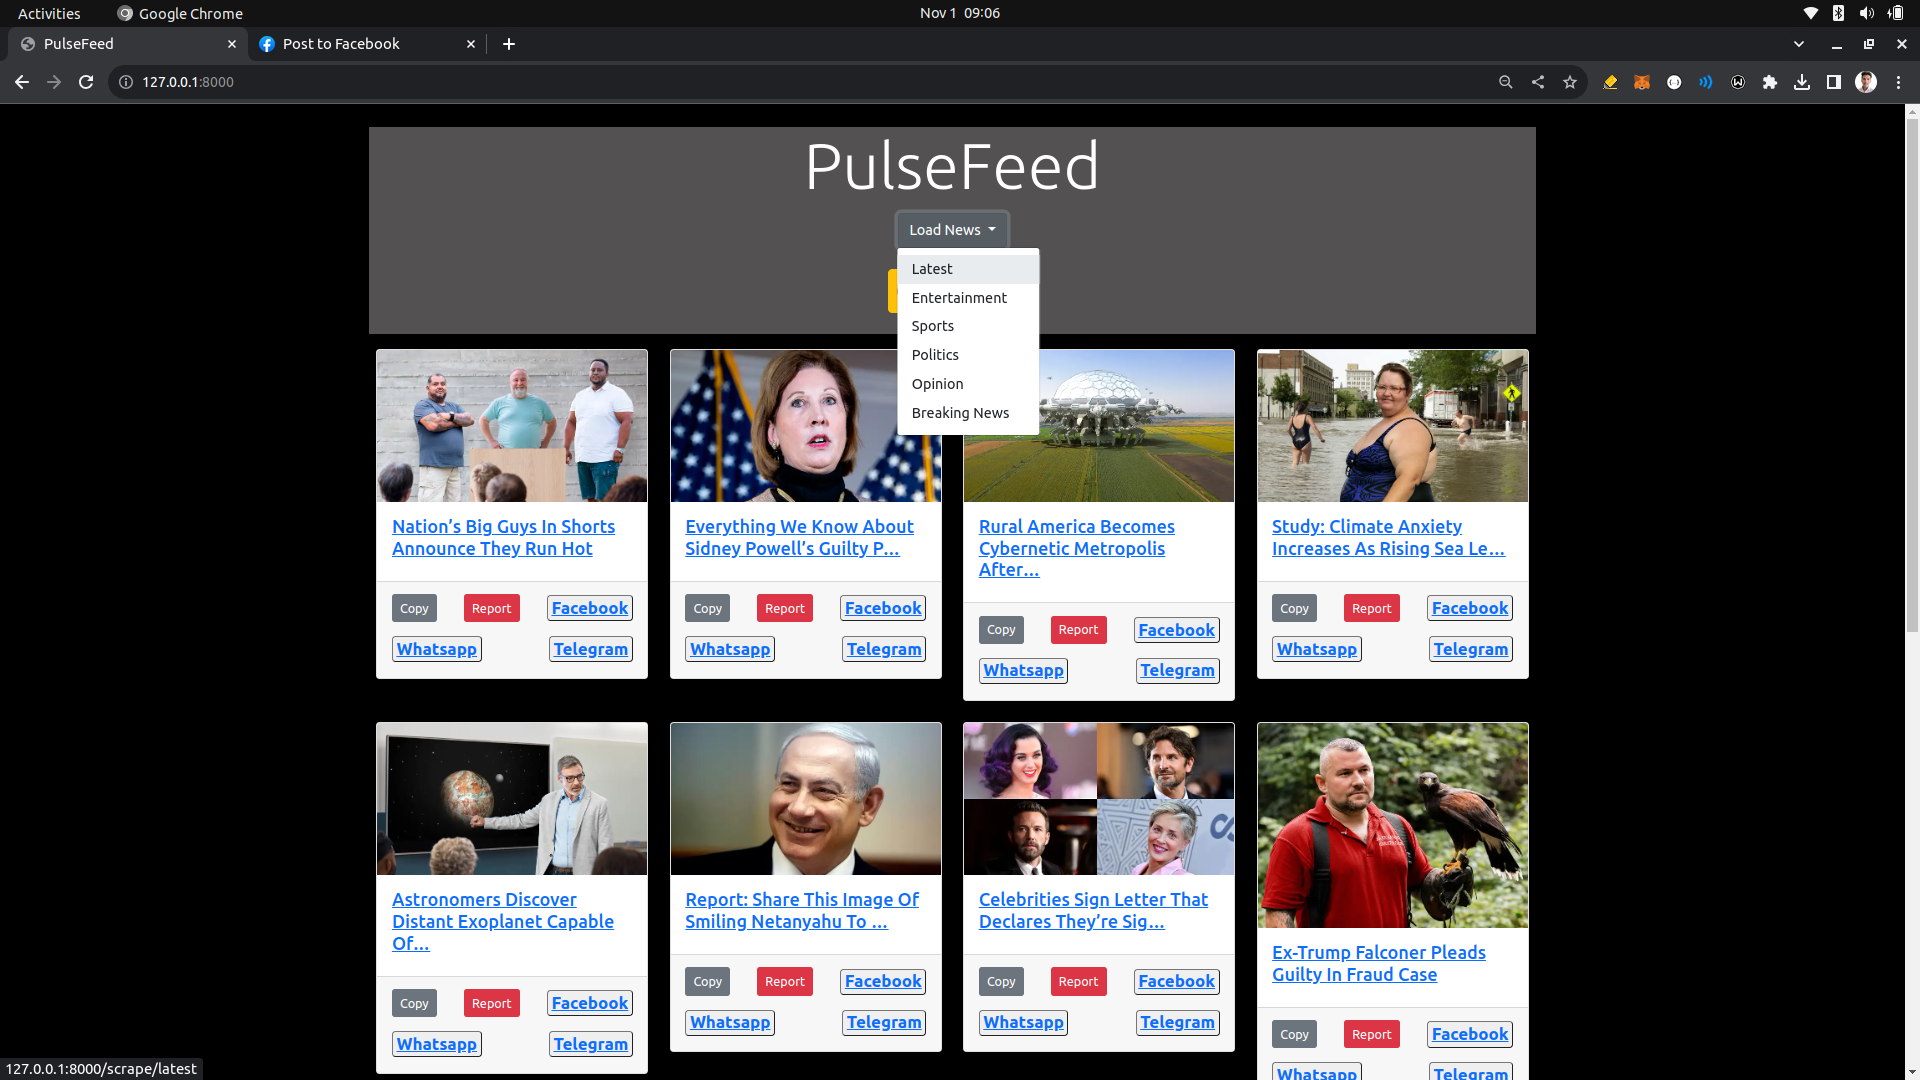 Activities
Google Chrome
Nov 1 09:06
PulseFeed
Post to Facebook
127.0.0.1:8000
PulseFeed
Load News
Latest
Entertainment
Sports
Politics
Opinion
Breaking News
Nation’s Big Guys In Shorts
Announce They Run Hot
Copy Report Facebook
Whatsapp Telegram
Everything We Know About
Sidney Powell’s Guilty P...
Copy Report Facebook
Whatsapp Telegram
Rural America Becomes
Cybernetic Metropolis
After...
Copy Report Facebook
Whatsapp Telegram
Study: Climate Anxiety
Increases As Rising Sea Le...
Copy Report Facebook
Whatsapp Telegram
Astronomers Discover
Distant Exoplanet Capable
Of...
Copy Report Facebook
Whatsapp Telegram
Report: Share This Image Of
Smiling Netanyahu To ...
Copy Report Facebook
Whatsapp Telegram
Celebrities Sign Letter That
Declares They’re Sig...
Copy Report Facebook
Whatsapp Telegram
Ex-Trump Falconer Pleads
Guilty In Fraud Case
Copy Report Facebook
Whatsapp Telegram
127.0.0.1:8000/scrape/latest